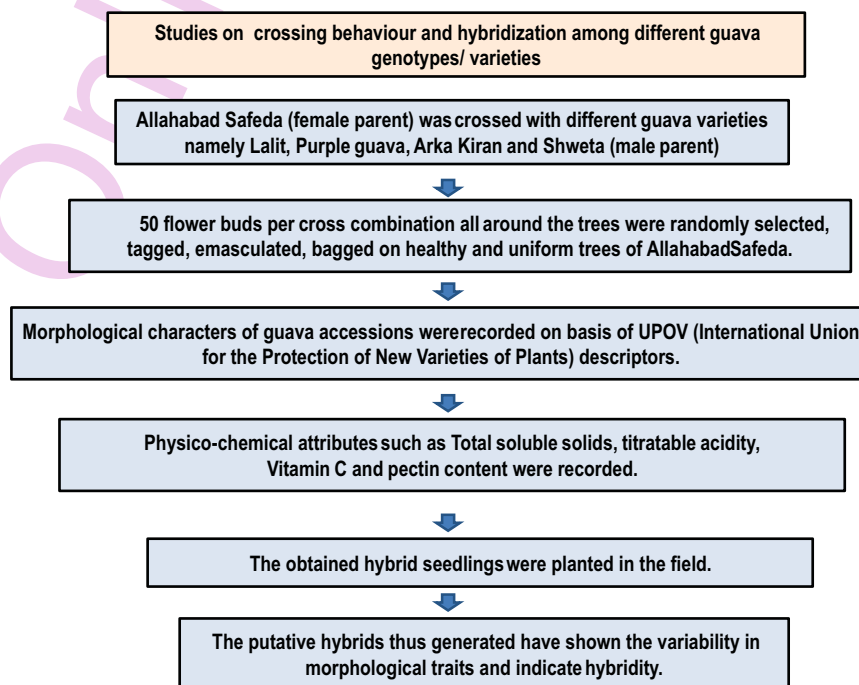 Onl
Studies on crossing behaviour and hybridization among different guava
genotypes/ varieties
Allahabad Safeda (female parent) was crossed with different guava varieties
namely Lalit, Purple guava, Arka Kiran and Shweta (male parent)
50 flower buds per cross combination all around the trees were randomly selected,
tagged, emasculated, bagged on healthy and uniform trees of AllahabadSafeda.
Morphological characters of guava accessions wererecorded on basis of UPOV (International Union
for the Protection of New Varieties of Plants) descriptors.
Physico-chemical attributes such as Total soluble solids, titratable acidity,
Vitamin C and pectin content were recorded.
The obtained hybrid seedlings were planted in the field.
The putative hybrids thus generated have shown the variability in
morphological traits and indicate hybridity.